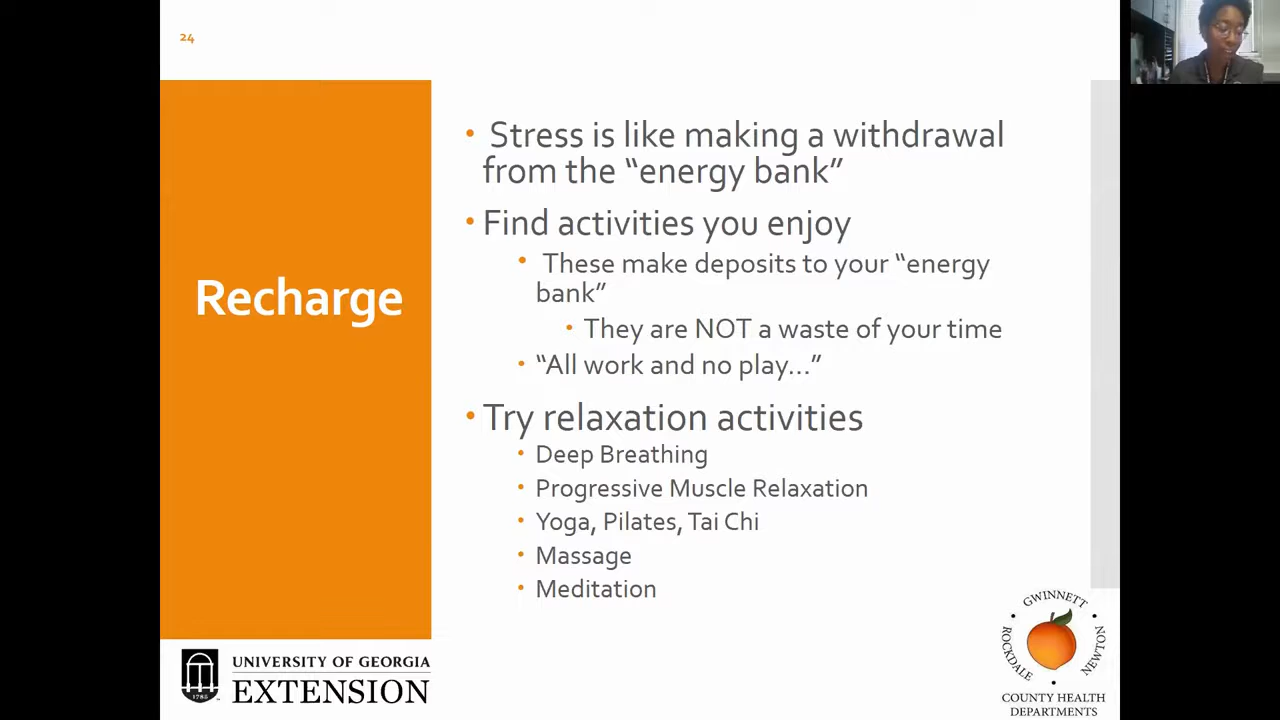 24
Recharge
• Stress is like making a withdrawal
from the “energy bank”
• Find activities you enjoy
• These make deposits to your “energy
bank”
• They are NOT a waste of your time
• “All work and no play…”
• Try relaxation activities
• Deep Breathing
• Progressive Muscle Relaxation
• Yoga, Pilates, Tai Chi
• Massage
• Meditation
1785
UNIVERSITY OF GEORGIA
EXTENSION
GWINNETT
ROCKDALE
NEWTON
COUNTY HEALTH
DEPARTMENTS